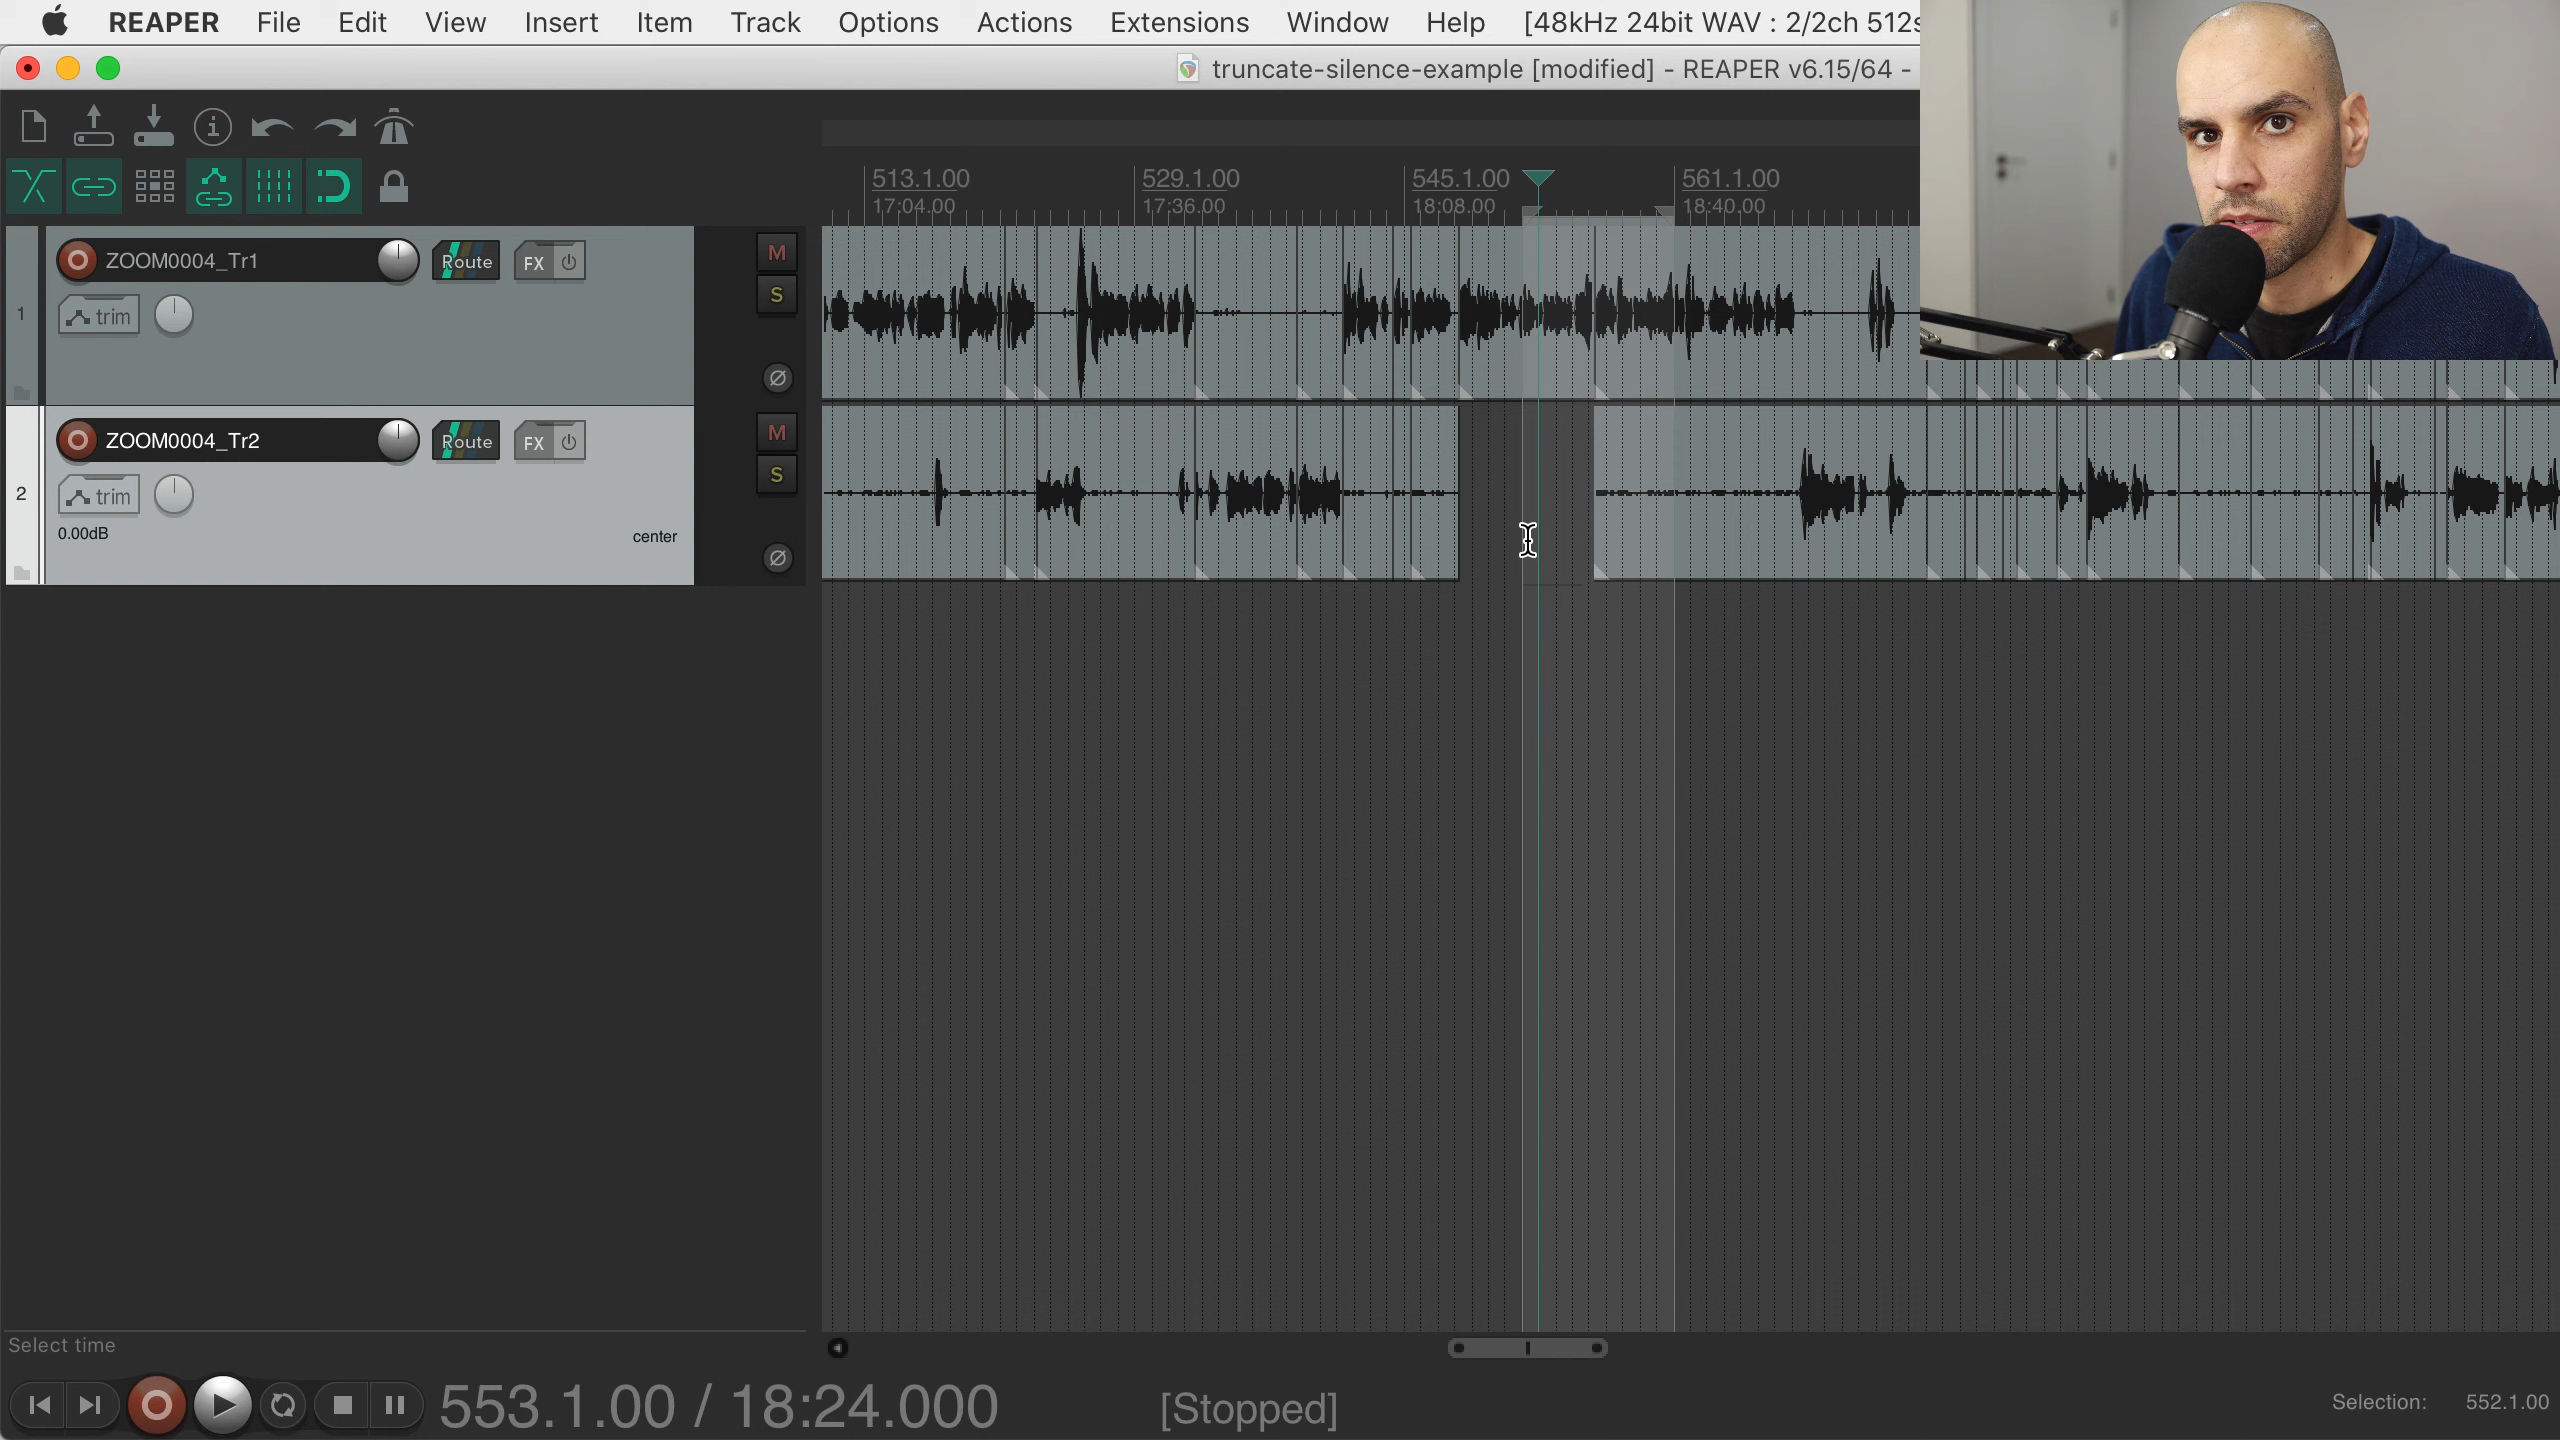 REAPER File Edit View Insert Item Track Options Actions Extensions Window Help [48kHz 24bit WAV : 2/2ch 512s
truncate-silence-example [modified] - REAPER v6.15/64 -
513.1.00 529.1.00 545.1.00 561.1.00
17:04.00 17:36.00 18:08.00 18:40.00
1 ZOOM0004_Tr1 Route FX M
S
trim
Ø
2 ZOOM0004_Tr2 Route FX M
S
trim
0.00dB center
Ø
Select time
553.1.00 / 18:24.000 [Stopped] Selection: 552.1.00